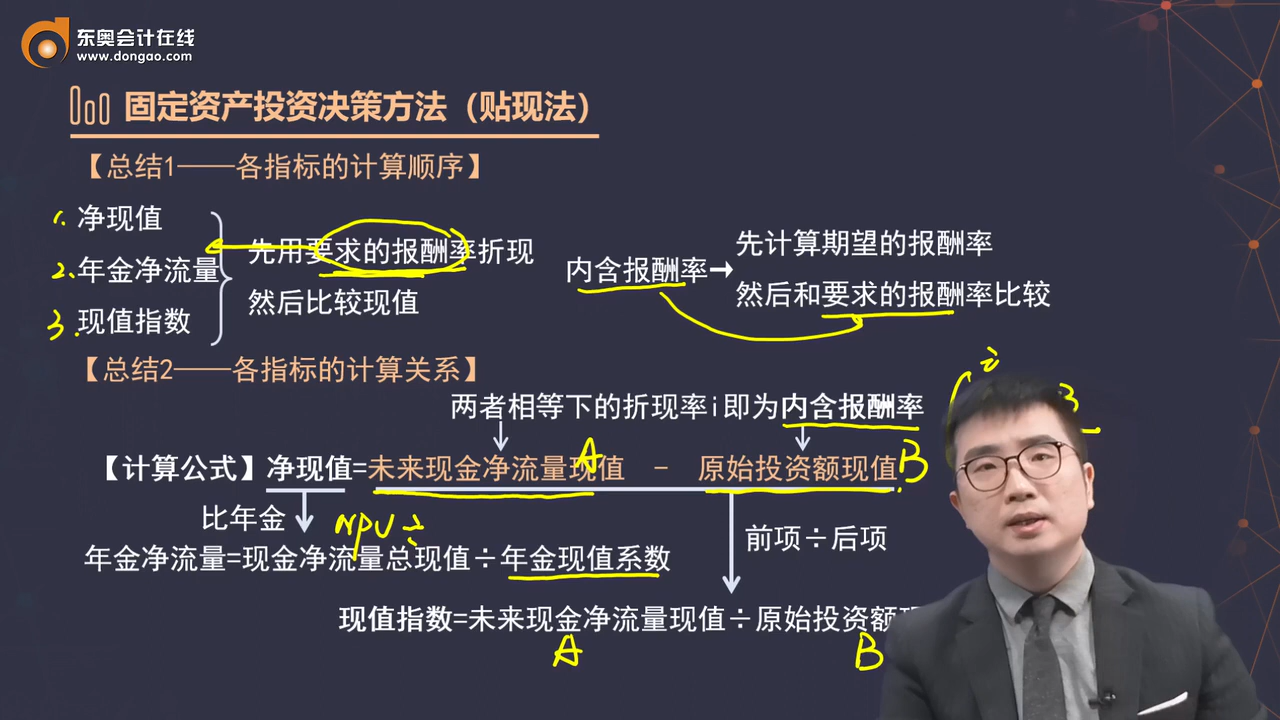 东奥会计在线
www.dongao.com
固定资产投资决策方法（贴现法）
【总结1——各指标的计算顺序】
1. 净现值
2. 年金净流量
3. 现值指数
先用要求的报酬率折现
然后比较现值
内含报酬率→
先计算期望的报酬率
然后和要求的报酬率比较
【总结2——各指标的计算关系】
两者相等下的折现率i即为内含报酬率
【计算公式】净现值=未来现金净流量现值 － 原始投资额现值
A
B
比年金
NPV÷
前项÷后项
年金净流量=现金净流量总现值÷年金现值系数
现值指数=未来现金净流量现值÷原始投资额
A
B